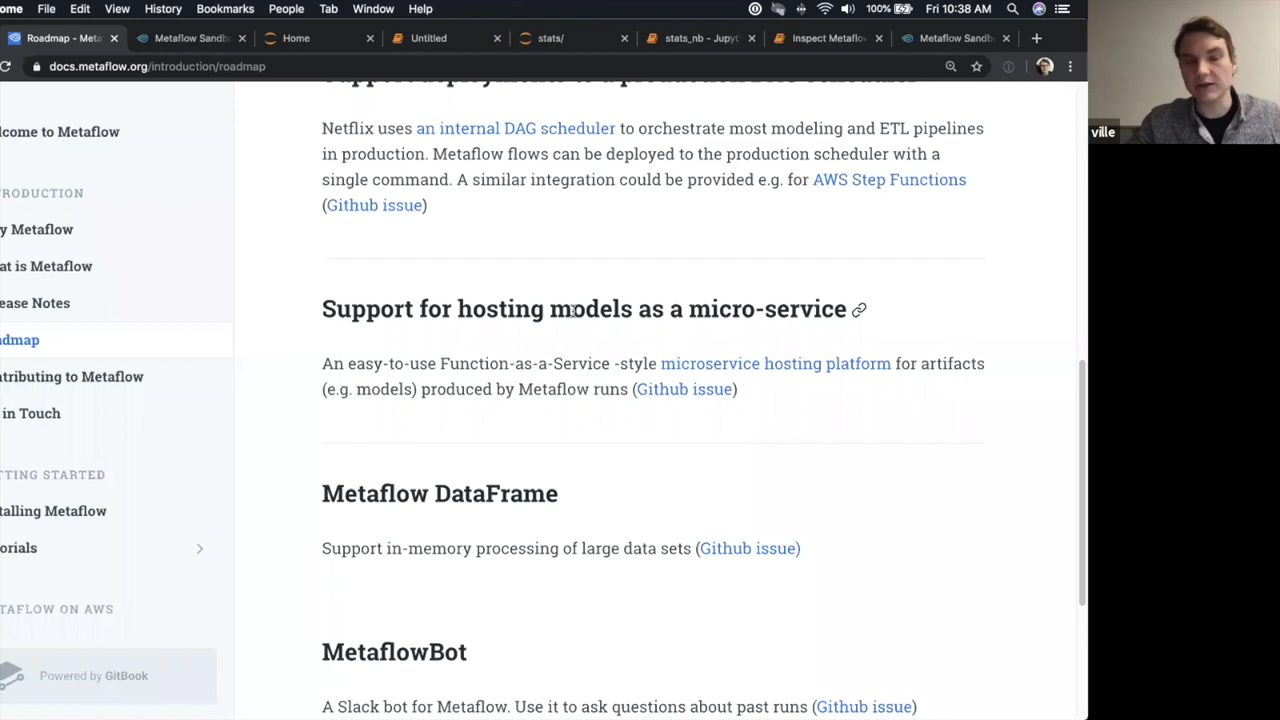 ome File Edit View History Bookmarks People Tab Window Help 100% Fri 10:38 AM
Roadmap - Meta Metaflow Sandb Home Untitled stats/ stats_nb - Jupyt Inspect Metaflo Metaflow Sandb
docs.metaflow.org/introduction/roadmap
ville
lcome to Metaflow
RODUCTION
y Metaflow
at is Metaflow
ease Notes
admap
ntributing to Metaflow
in Touch
TTING STARTED
talling Metaflow
orials
TAFLOW ON AWS
Powered by GitBook
Netflix uses an internal DAG scheduler to orchestrate most modeling and ETL pipelines
in production. Metaflow flows can be deployed to the production scheduler with a
single command. A similar integration could be provided e.g. for AWS Step Functions
(Github issue)
Support for hosting models as a micro-service
An easy-to-use Function-as-a-Service -style microservice hosting platform for artifacts
(e.g. models) produced by Metaflow runs (Github issue)
Metaflow DataFrame
Support in-memory processing of large data sets (Github issue)
MetaflowBot
A Slack bot for Metaflow. Use it to ask questions about past runs (Github issue)